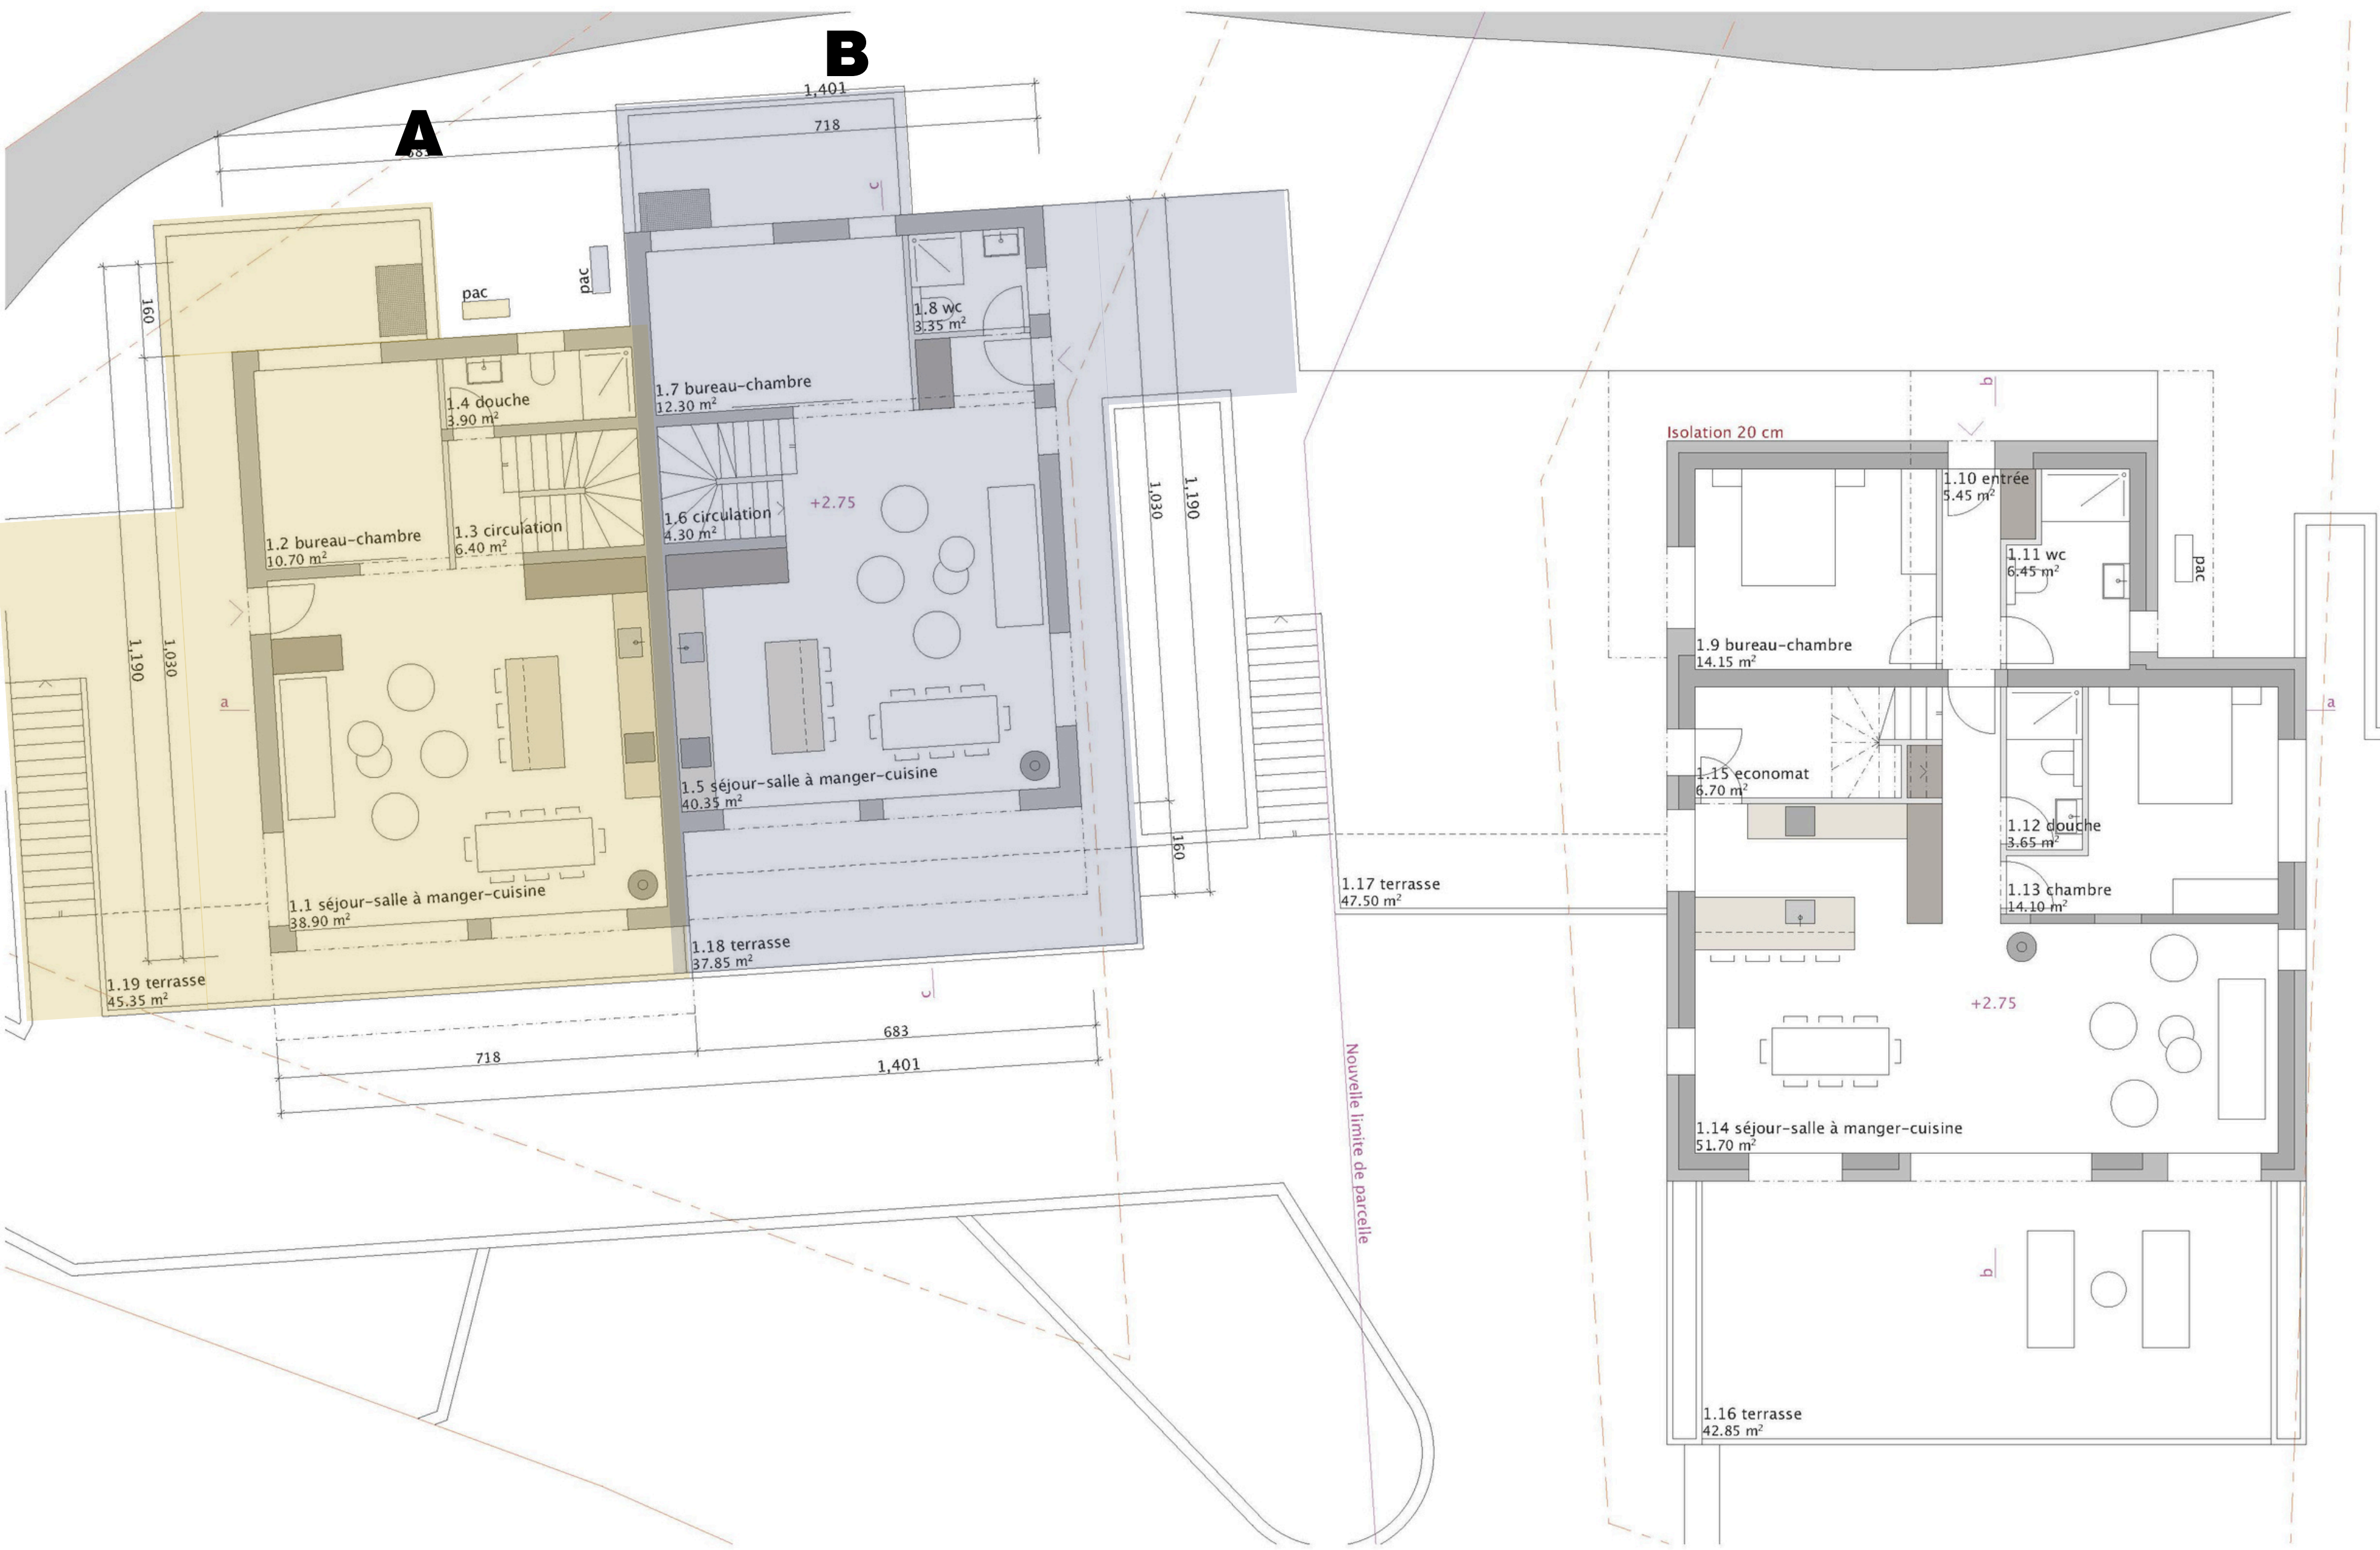 B
1,401
A
718
c
160
pac
pac
1.8 wc
3.35 m²
1.7 bureau-chambre
12.30 m²
1.4 douche
3.90 m²
b
Isolation 20 cm
1.10 entrée
5.45 m²
+2.75
1,030
1,190
1.6 circulation
4.30 m²
1.3 circulation
6.40 m²
1.2 bureau-chambre
10.70 m²
1.11 wc
6.45 m²
pac
1.9 bureau-chambre
14.15 m²
1,190
1,030
a
a
1.5 séjour-salle à manger-cuisine
40.35 m²
1.15 economat
6.70 m²
1.12 douche
3.65 m²
160
1.1 séjour-salle à manger-cuisine
38.90 m²
1.17 terrasse
47.50 m²
1.13 chambre
14.10 m²
1.18 terrasse
37.85 m²
1.19 terrasse
45.35 m²
c
+2.75
683
718
1,401
Nouvelle limite de parcelle
1.14 séjour-salle à manger-cuisine
51.70 m²
b
1.16 terrasse
42.85 m²